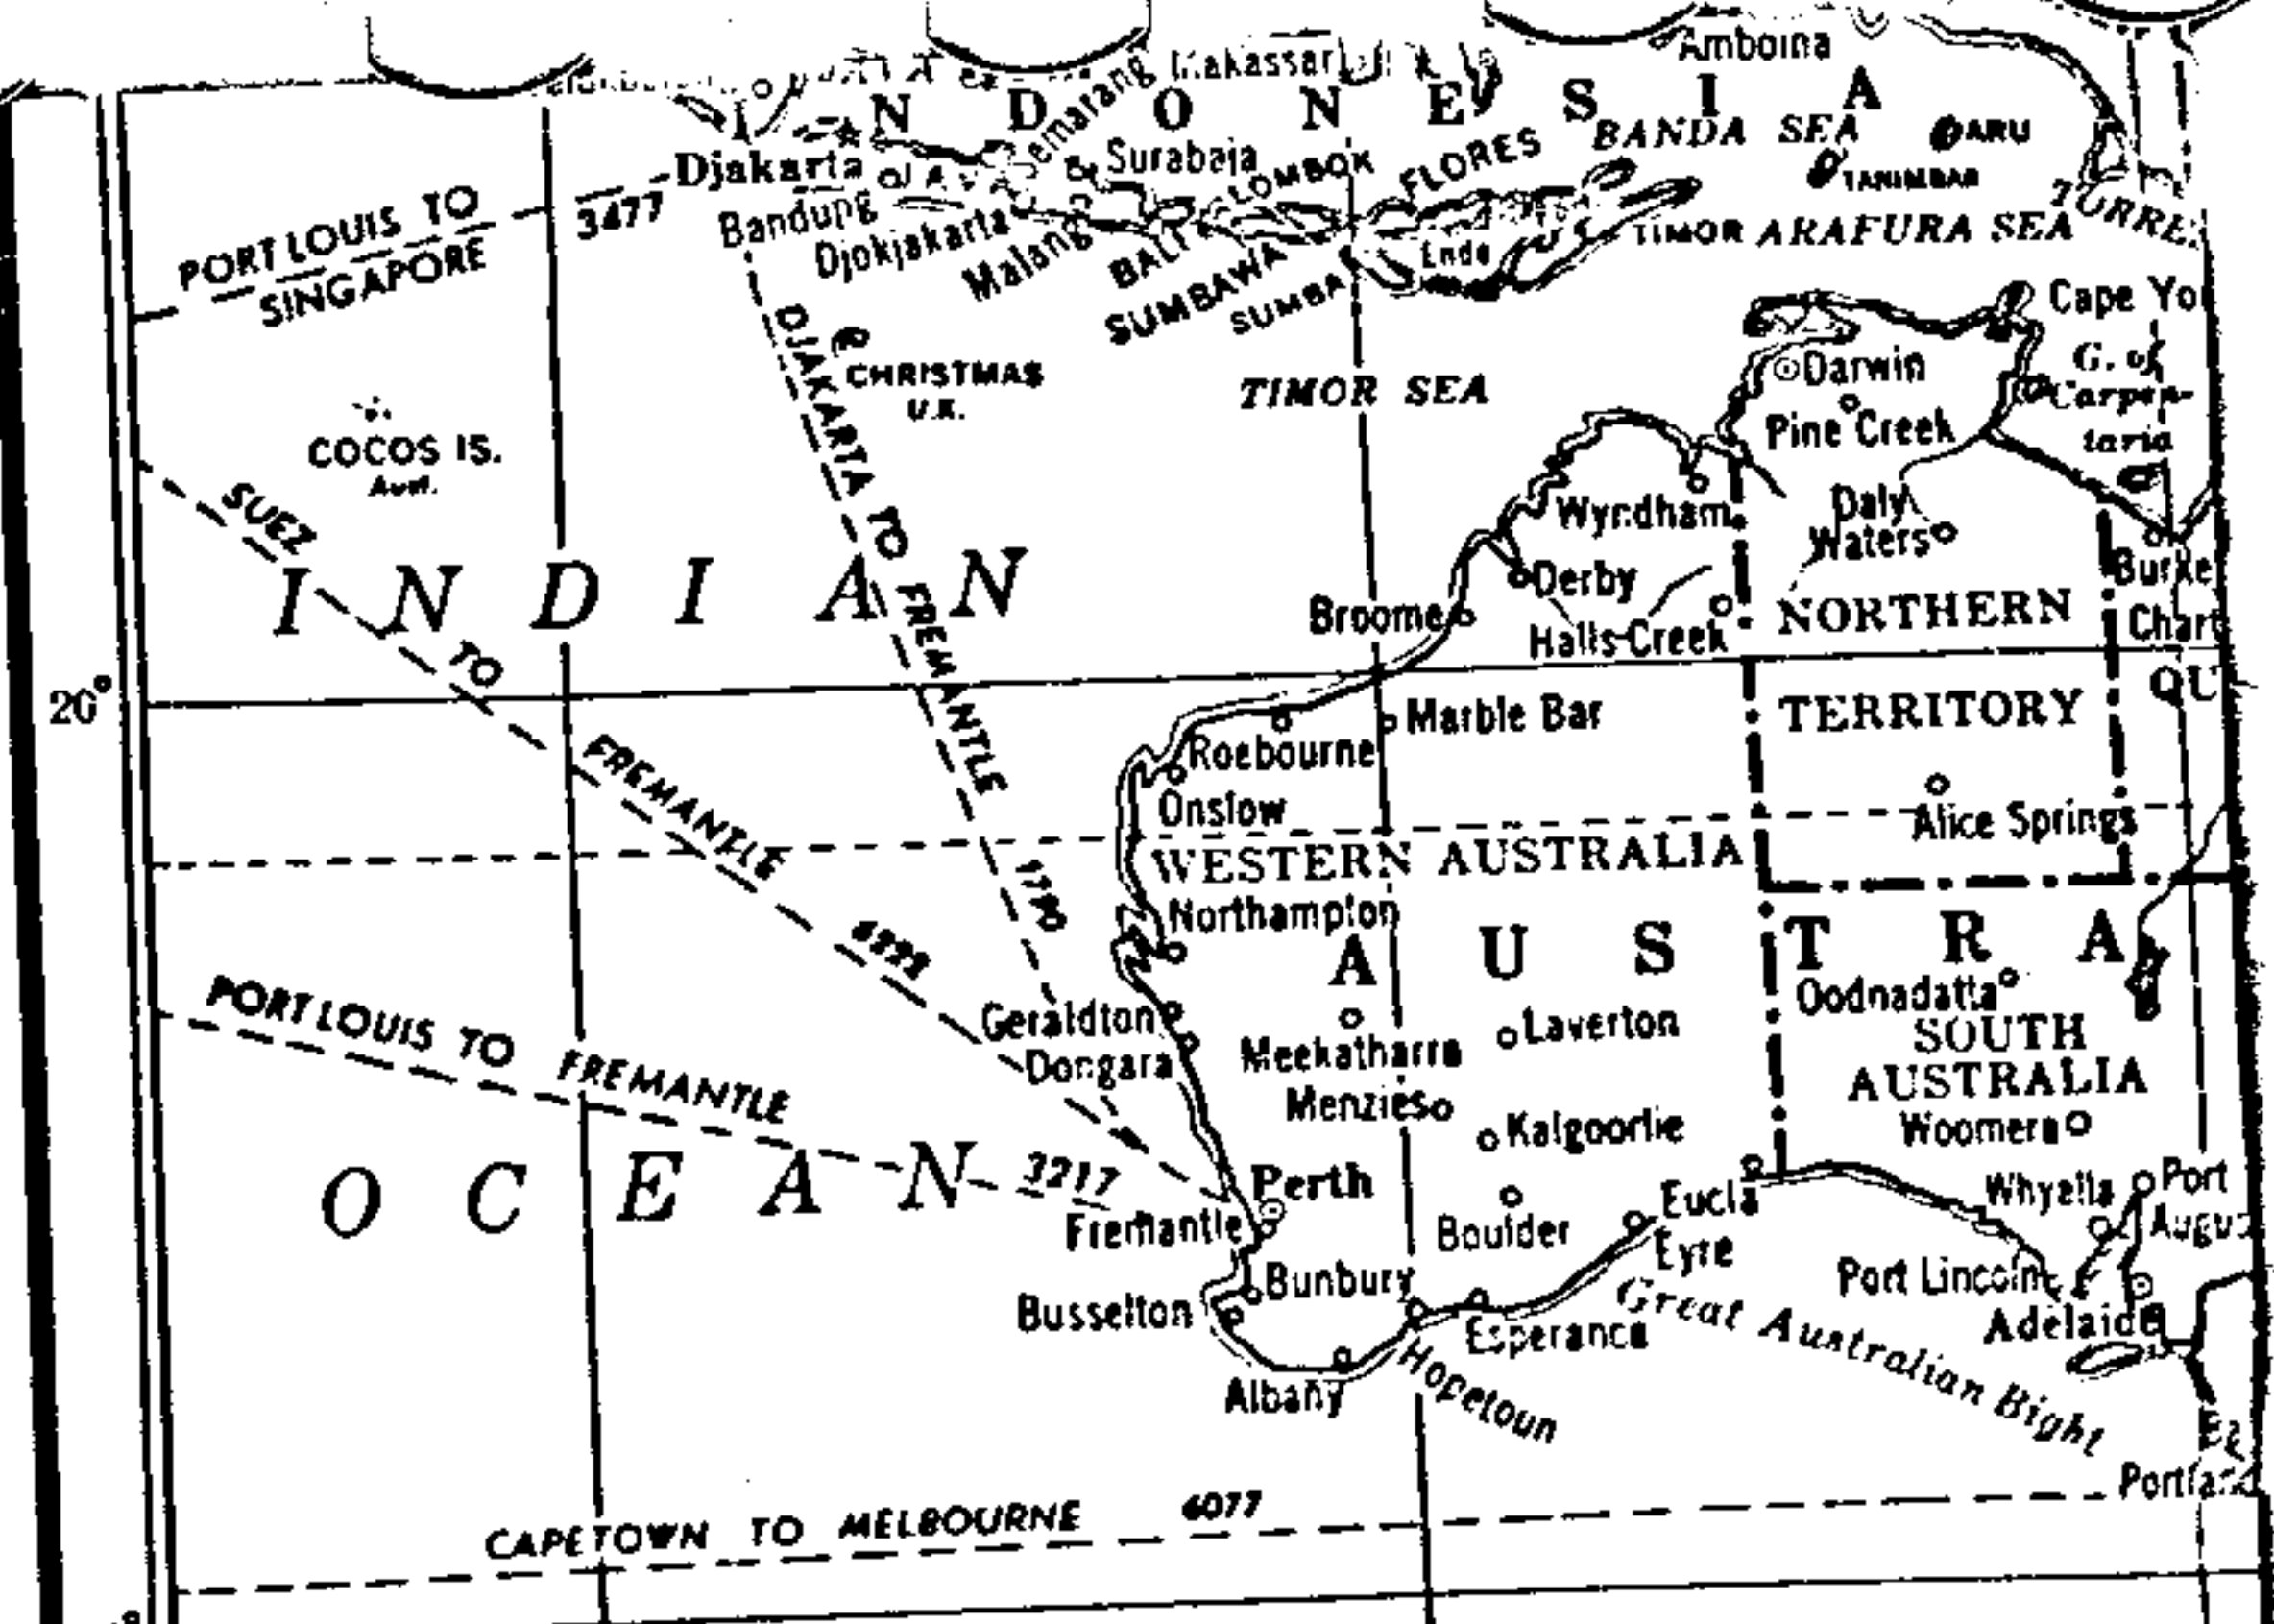 Amboina
Makassar
I N D O N E S I A
Semarang
BANDA SEA
ARU
Surabaja
Djakarta
JAVA
LOMBOK
FLORES
TANIMBAR
PORT LOUIS TO
SINGAPORE
3477
Bandung
Djokjakarta
Malang
BALI
SUMBAWA
SUMBA
Ende
TIMOR
ARAFURA SEA
TORRES
Cape Yo
DJAKARTA TO FREMANTLE
CHRISTMAS
U.K.
TIMOR SEA
Darwin
G. of
Carpen-
taria
Pine Creek
COCOS IS.
Aust.
SUEZ TO FREMANTLE
Wyndham
Daly
Waters
I N D I A N
Derby
Burke
Broome
Halls Creek
NORTHERN
Chart
20°
TERRITORY
QU
Marble Bar
Roebourne
Onslow
Alice Springs
WESTERN AUSTRALIA
1790
Northampton
A U S T R A
Oodnadatta
PORT LOUIS TO FREMANTLE
Geraldton
Dongara
Meekatharra
Laverton
SOUTH
AUSTRALIA
Menzies
Kalgoorlie
Woomera
O C E A N
3217
Perth
Fremantle
Boulder
Eucla
Eyre
Whyalla
Port
Augu
Bunbury
Busselton
Port Lincoln
Adelaide
Esperance
Great Australian Bight
Albany
Hopetoun
CAPETOWN TO MELBOURNE 6077
Portland